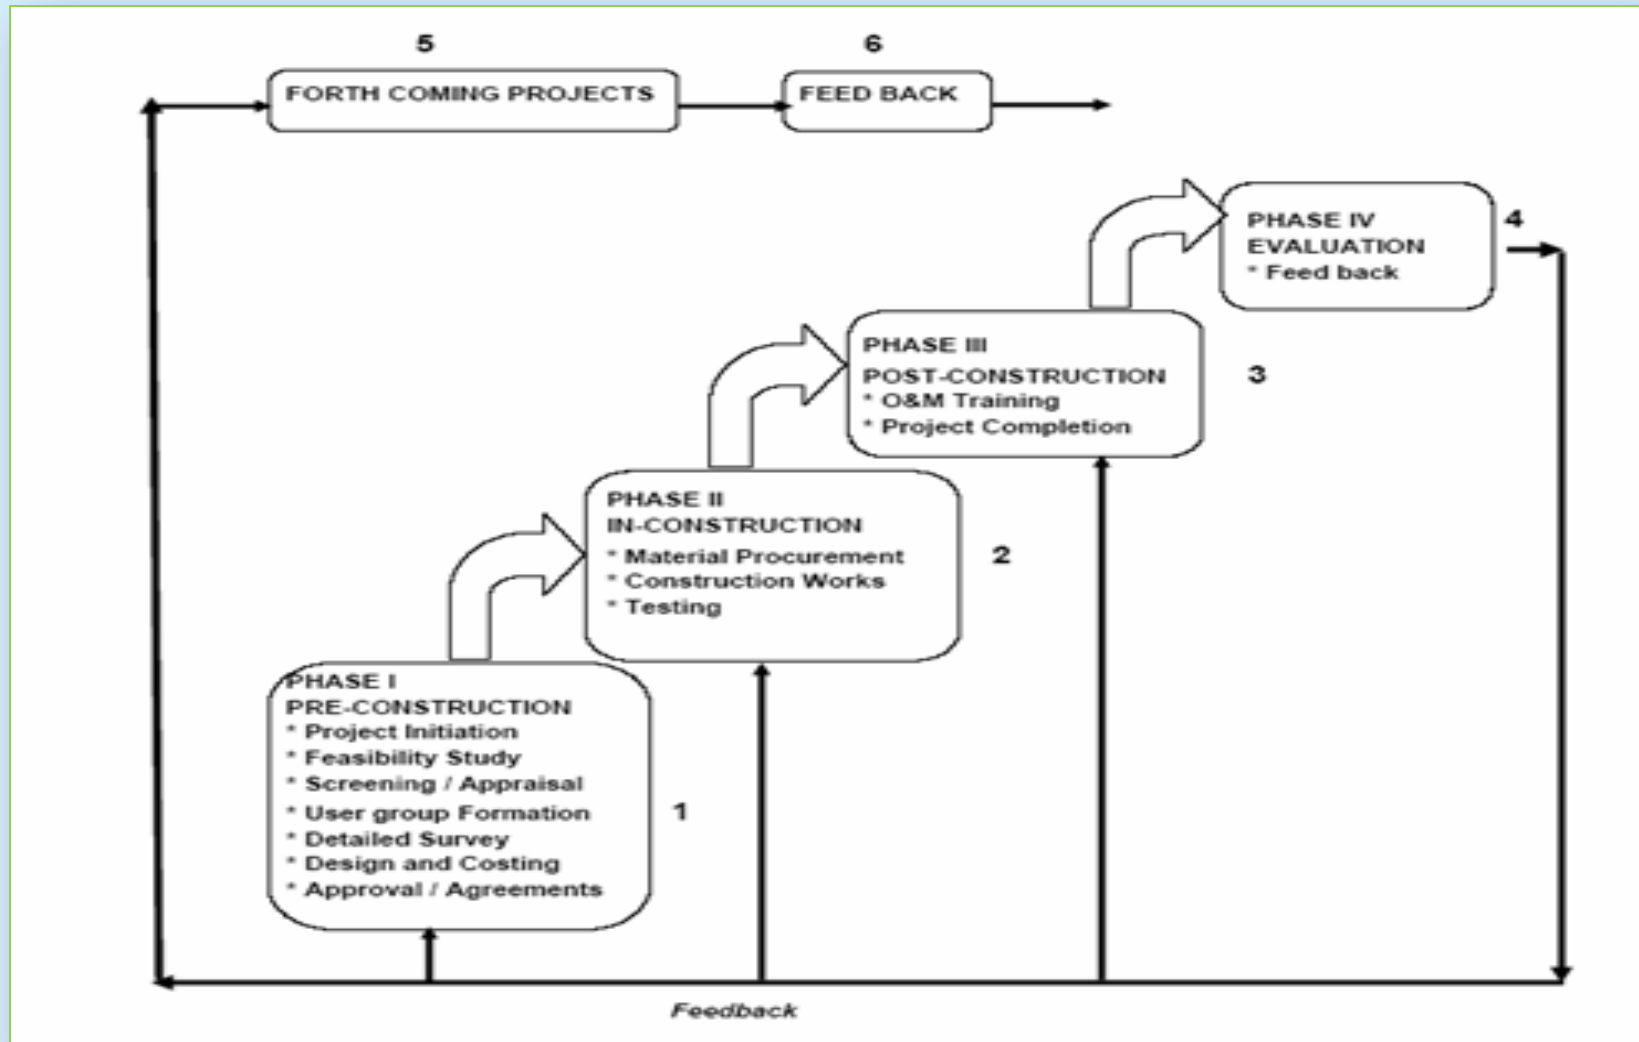 5
6
FORTH COMING PROJECTS
FEED BACK
PHASE IV
EVALUATION
* Feed back
4
PHASE III
POST-CONSTRUCTION
* O&M Training
* Project Completion
3
PHASE II
IN-CONSTRUCTION
* Material Procurement
* Construction Works
* Testing
2
PHASE I
PRE-CONSTRUCTION
* Project Initiation
* Feasibility Study
* Screening / Appraisal
* User group Formation
* Detailed Survey
* Design and Costing
* Approval / Agreements
1
Feedback